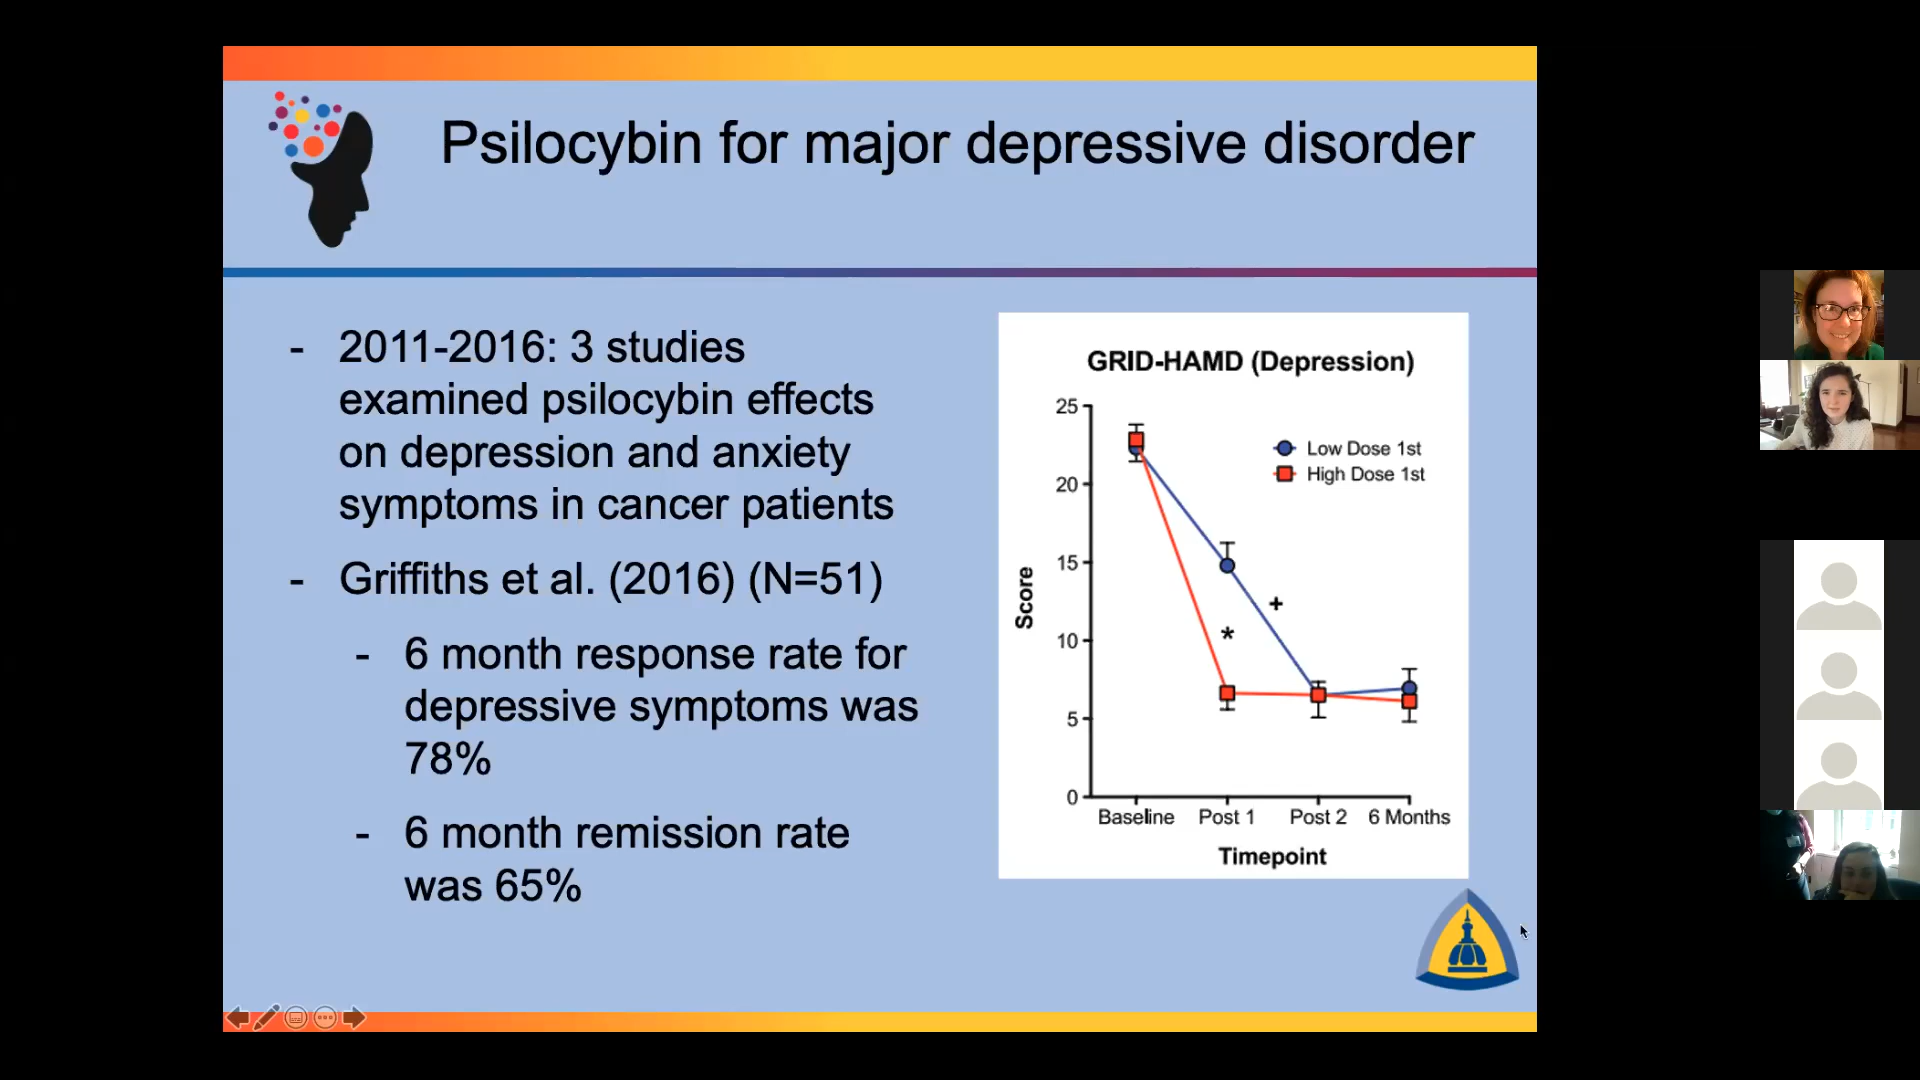 Psilocybin for major depressive disorder
- 2011-2016: 3 studies
examined psilocybin effects
on depression and anxiety
symptoms in cancer patients
- Griffiths et al. (2016) (N=51)
- 6 month response rate for
depressive symptoms was
78%
- 6 month remission rate
was 65%
GRID-HAMD (Depression)
25
20
15
10
5
0
Score
Low Dose 1st
High Dose 1st
+
*
Baseline Post 1 Post 2 6 Months
Timepoint